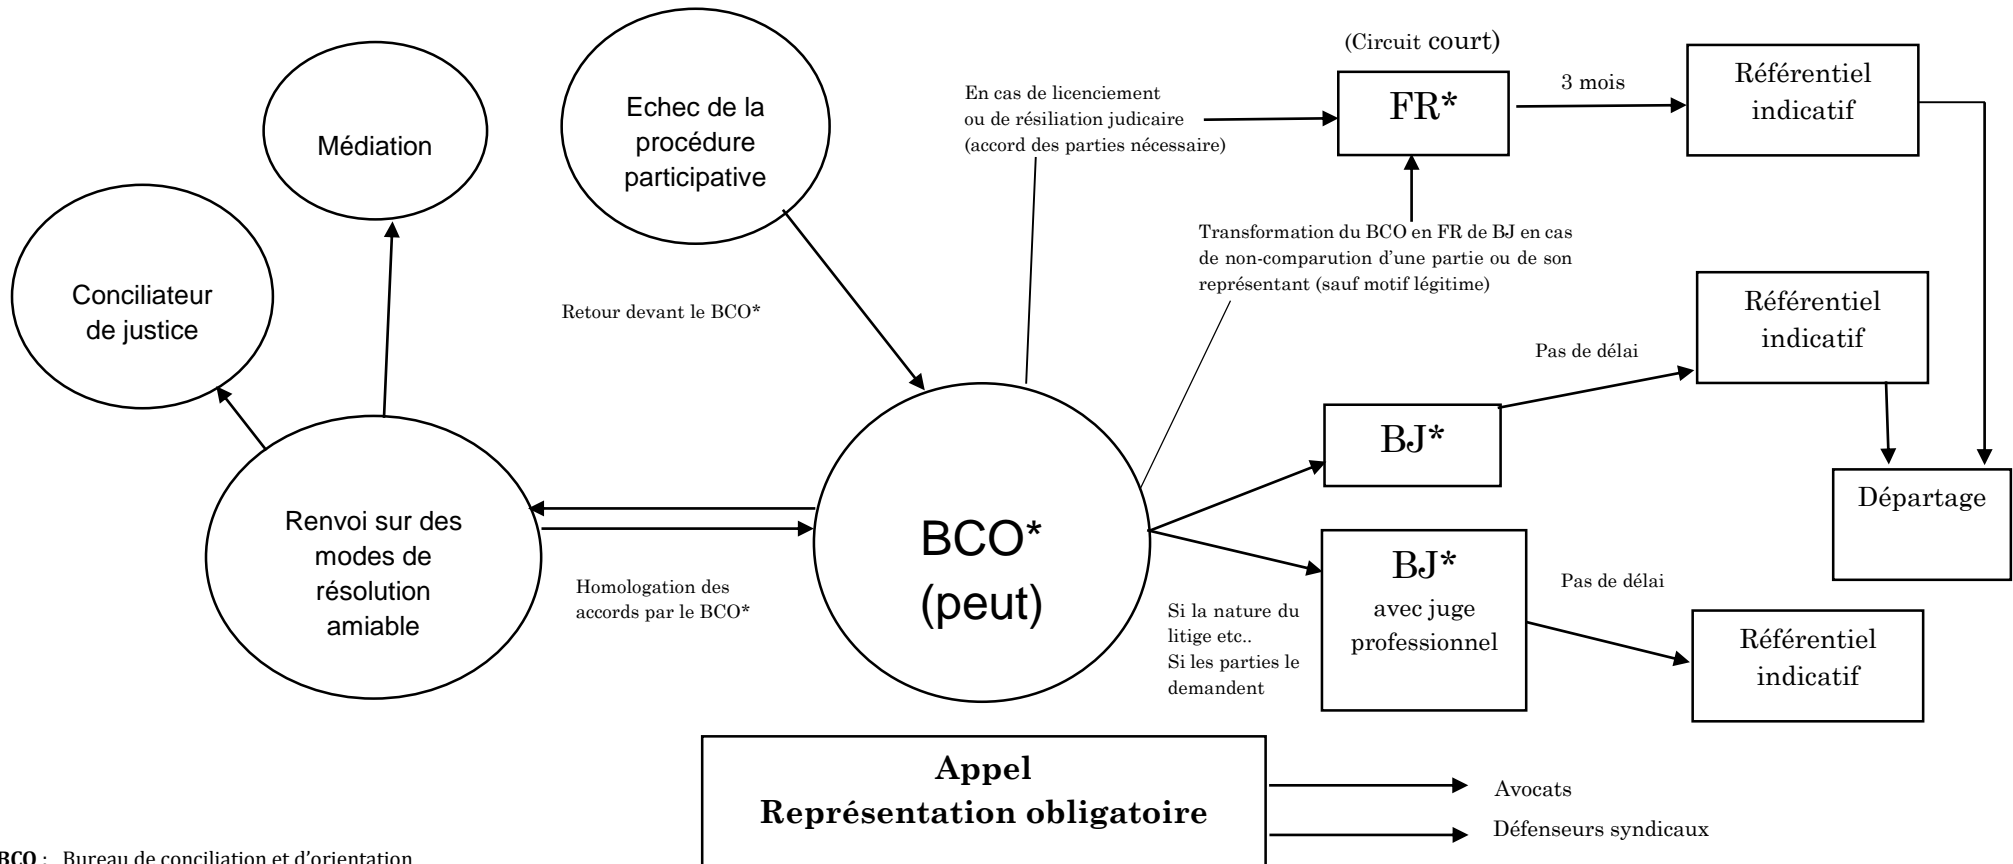 Médiation
Conciliateur
de justice
Echec de la
procédure
participative
Retour devant le BCO*
Renvoi sur des
modes de
résolution
amiable
Homologation des
accords par le BCO*
BCO*
(peut)
En cas de licenciement
ou de résiliation judicaire
(accord des parties nécessaire)
(Circuit court)
FR*
3 mois
Référentiel
indicatif
Transformation du BCO en FR de BJ en cas
de non-comparution d'une partie ou de son
représentant (sauf motif légitime)
BJ*
Pas de délai
Référentiel
indicatif
Départage
Si la nature du
litige etc..
Si les parties le
demandent
BJ*
avec juge
professionnel
Pas de délai
Référentiel
indicatif
Appel
Représentation obligatoire
Avocats
Défenseurs syndicaux
BCO : Bureau de conciliation et d'orientation